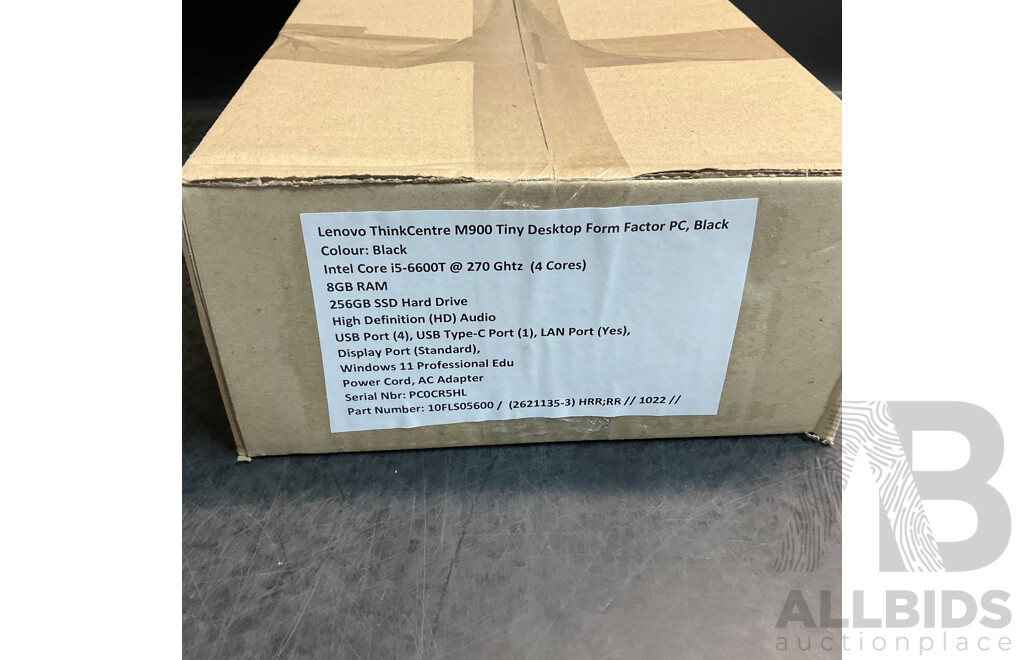 Lenovo ThinkCentre M900 Tiny Desktop Form Factor PC, Black
Colour: Black
Intel Core i5-6600T @ 270 Ghtz (4 Cores)
8GB RAM
256GB SSD Hard Drive
High Definition (HD) Audio
USB Port (4), USB Type-C Port (1), LAN Port (Yes),
Display Port (Standard),
Windows 11 Professional Edu
Power Cord, AC Adapter
Serial Nbr: PC0CR5HL
Part Number: 10FLS05600 / (2621135-3) HRR;RR // 1022 //
AB
ALLBIDS
auctionplace